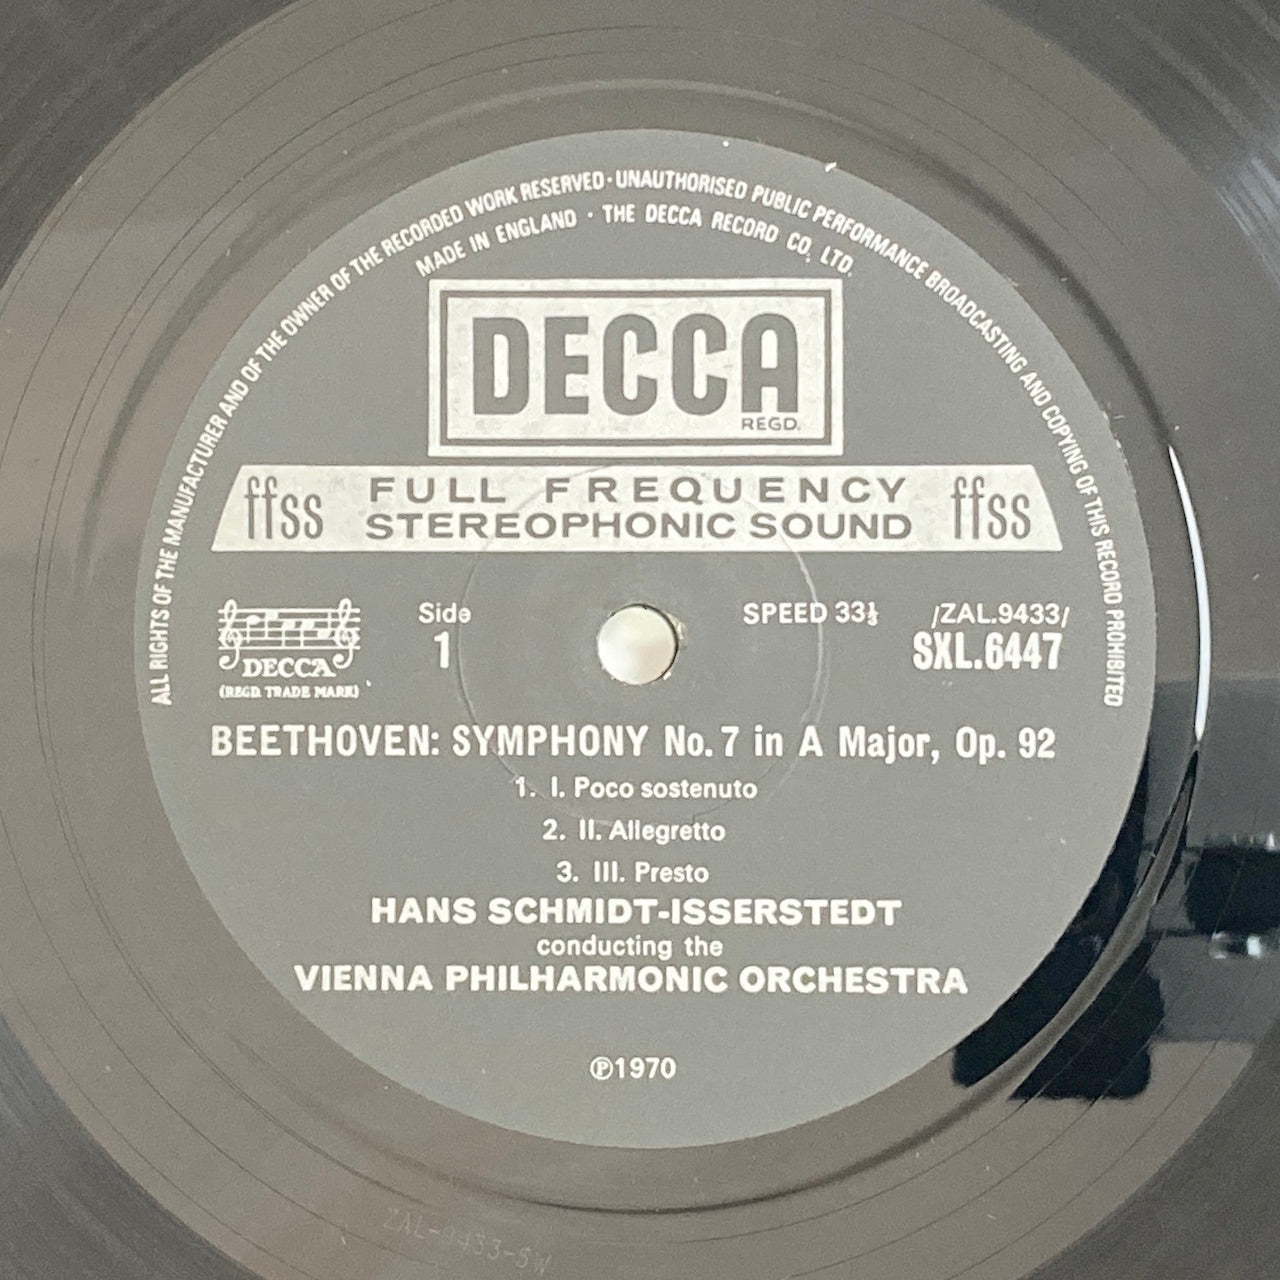 ALL RIGHTS OF THE MANUFACTURER AND OF THE OWNER OF THE RECORDED WORK RESERVED · UNAUTHORISED PUBLIC PERFORMANCE BROADCASTING AND COPYING OF THIS RECORD PROHIBITED
MADE IN ENGLAND · THE DECCA RECORD CO. LTD.
DECCA
REGD.
ffss FULL FREQUENCY STEREOPHONIC SOUND ffss
DECCA
(REGD. TRADE MARK)
Side
1
SPEED 33⅓
/ZAL.9433/
SXL.6447
BEETHOVEN: SYMPHONY No. 7 in A Major, Op. 92
1. I. Poco sostenuto
2. II. Allegretto
3. III. Presto
HANS SCHMIDT-ISSERSTEDT
conducting the
VIENNA PHILHARMONIC ORCHESTRA
℗1970
ZAL-9433-5W